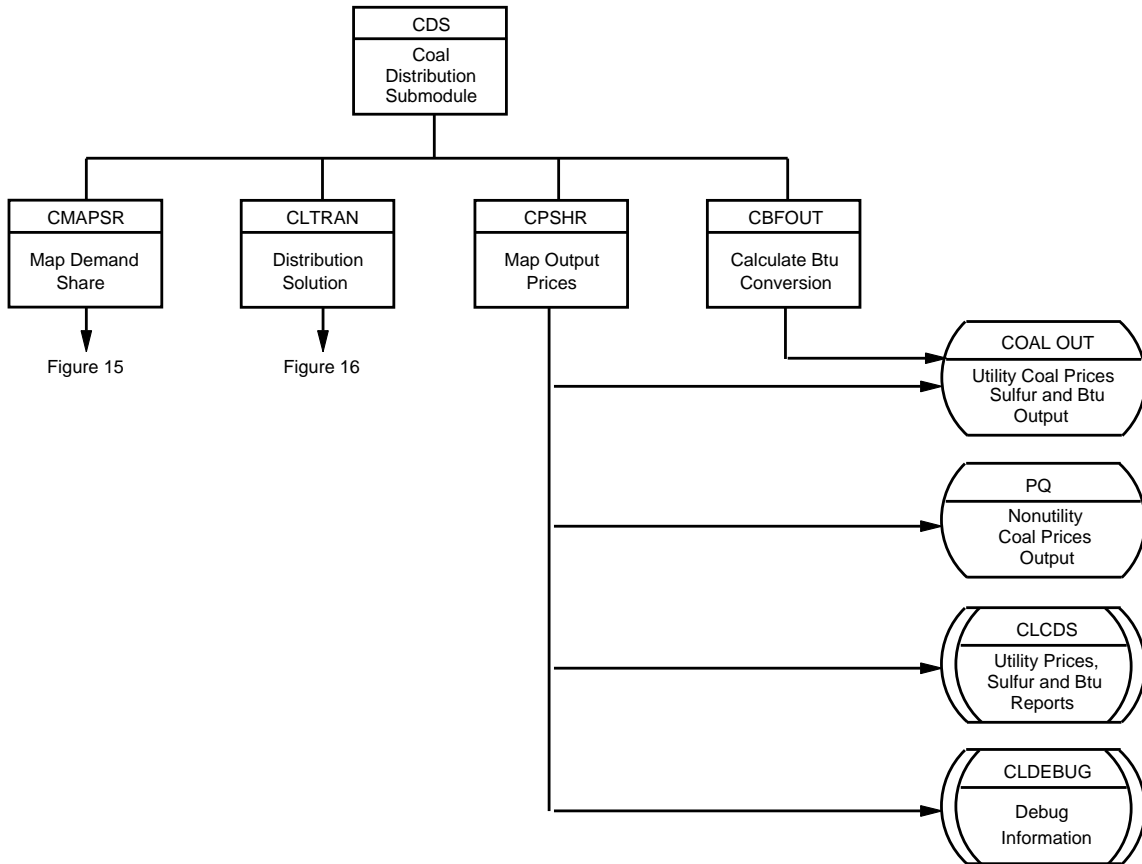 CDS
Coal
Distribution
Submodule
CMAPSR
Map Demand
Share
Figure 15
CLTRAN
Distribution
Solution
Figure 16
CPSHR
Map Output
Prices
CBFOUT
Calculate Btu
Conversion
COAL OUT
Utility Coal Prices
Sulfur and Btu
Output
PQ
Nonutility
Coal Prices
Output
CLCDS
Utility Prices,
Sulfur and Btu
Reports
CLDEBUG
Debug
Information